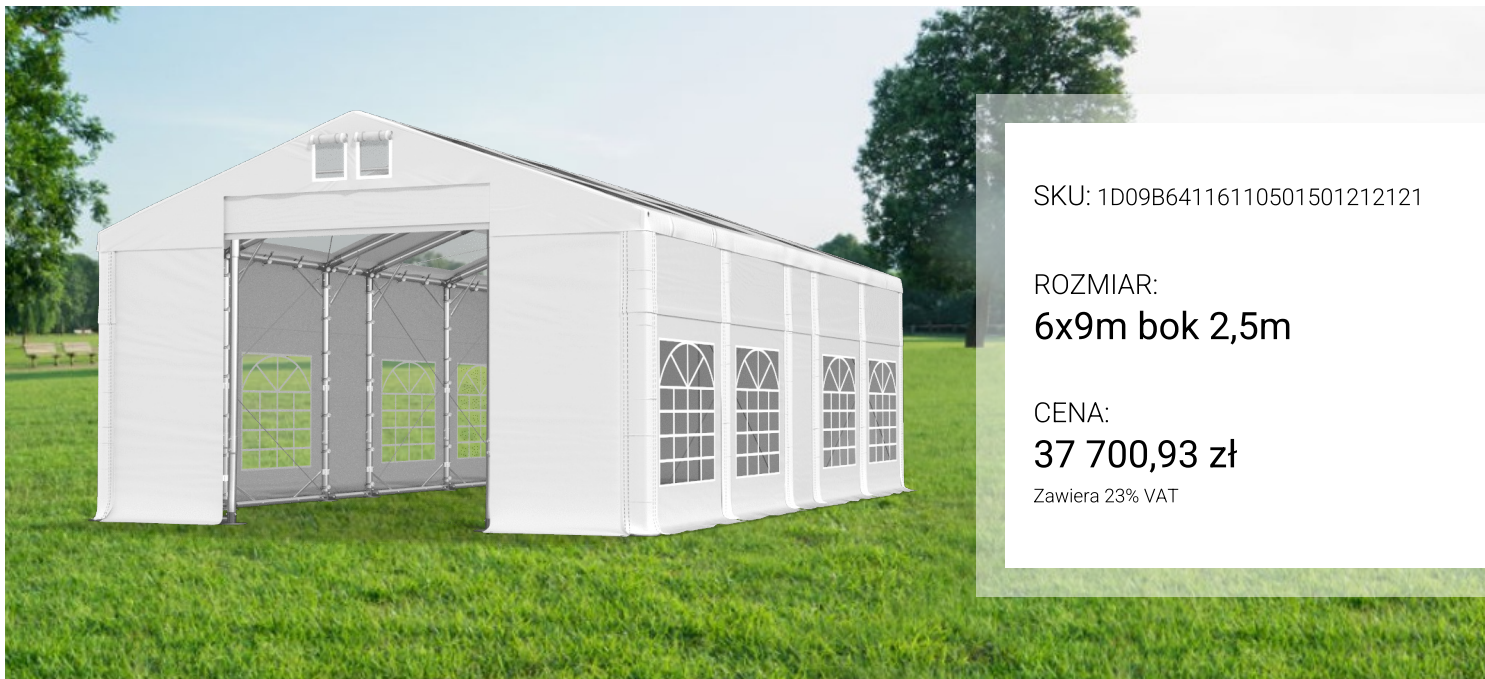 SKU: 1D09B64116110501501212121
ROZMIAR:
6x9m bok 2,5m
CENA:
37 700,93 zł
Zawiera 23% VAT